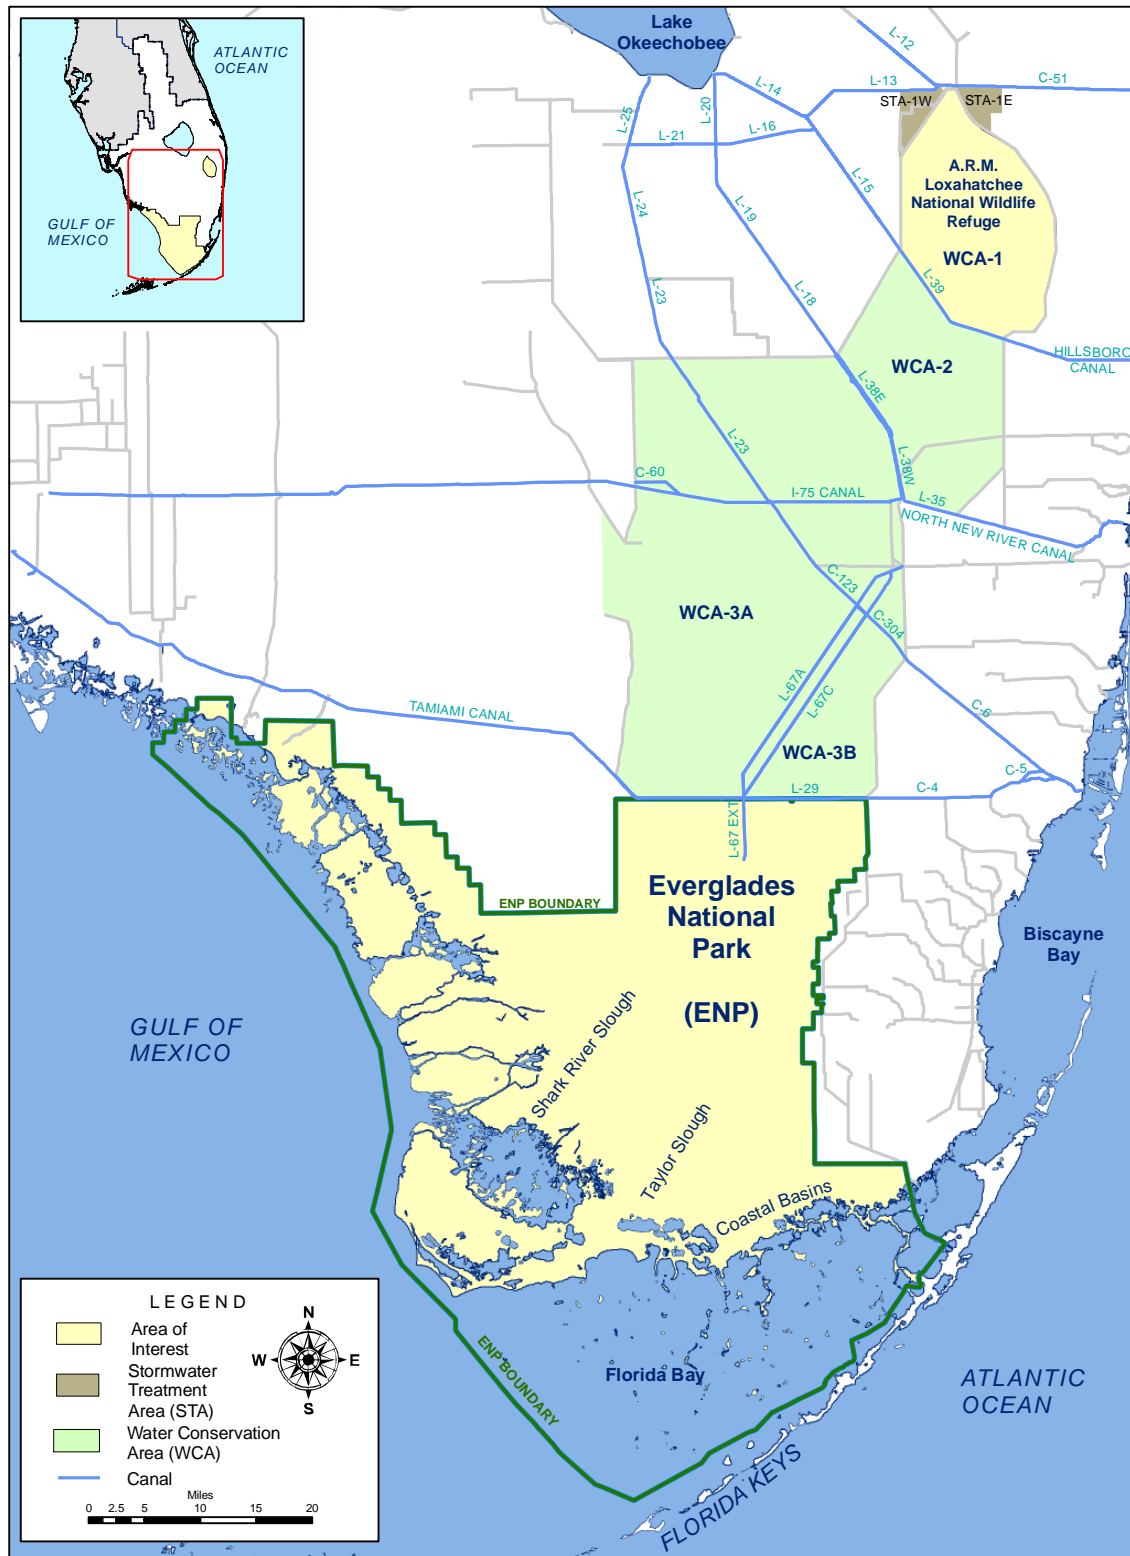 ATLANTIC
OCEAN
GULF OF
MEXICO
Lake
Okeechobee
L-12
L-13
C-51
STA-1W
STA-1E
L-14
L-20
L-25
L-21
L-16
L-15
L-24
L-19
A.R.M.
Loxahatchee
National Wildlife
Refuge
WCA-1
L-39
L-23
L-18
HILLSBORO
CANAL
WCA-2
L-38E
L-23
L-38W
C-60
I-75 CANAL
L-35
NORTH NEW RIVER CANAL
C-123
WCA-3A
C-304
L-67A
L-67C
C-6
TAMIAMI CANAL
WCA-3B
C-5
L-29
C-4
L-67 EXT
ENP BOUNDARY
Everglades
National
Park
(ENP)
Biscayne
Bay
GULF OF
MEXICO
Shark River Slough
Taylor Slough
Coastal Basins
ENP BOUNDARY
Florida Bay
ATLANTIC
OCEAN
FLORIDA KEYS
LEGEND
Area of
Interest
Stormwater
Treatment
Area (STA)
Water Conservation
Area (WCA)
Canal
N
W
E
S
Miles
0 2.5 5 10 15 20